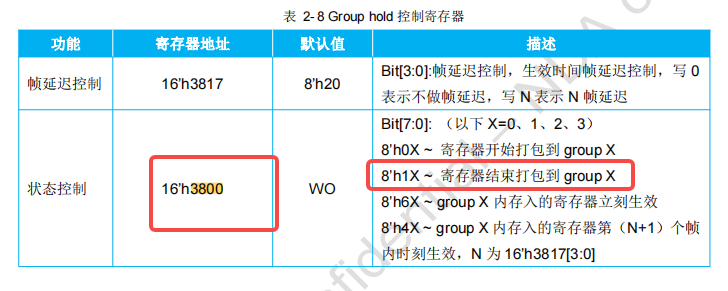 表 2-8 Group hold 控制寄存器
功能 寄存器地址 默认值 描述
帧延迟控制 16'h3817 8'h20 Bit[3:0]:帧延迟控制，生效时间帧延迟控制，写 0
表示不做帧延迟，写 N 表示 N 帧延迟
Bit[7:0]: （以下 X=0、1、2、3）
8'h0X ~ 寄存器开始打包到 group X
状态控制 16'h3800 WO 8'h1X ~ 寄存器结束打包到 group X
8'h6X ~ group X 内存入的寄存器立刻生效
8'h4X ~ group X 内存入的寄存器第（N+1）个帧
内时刻生效，N 为 16'h3817[3:0]